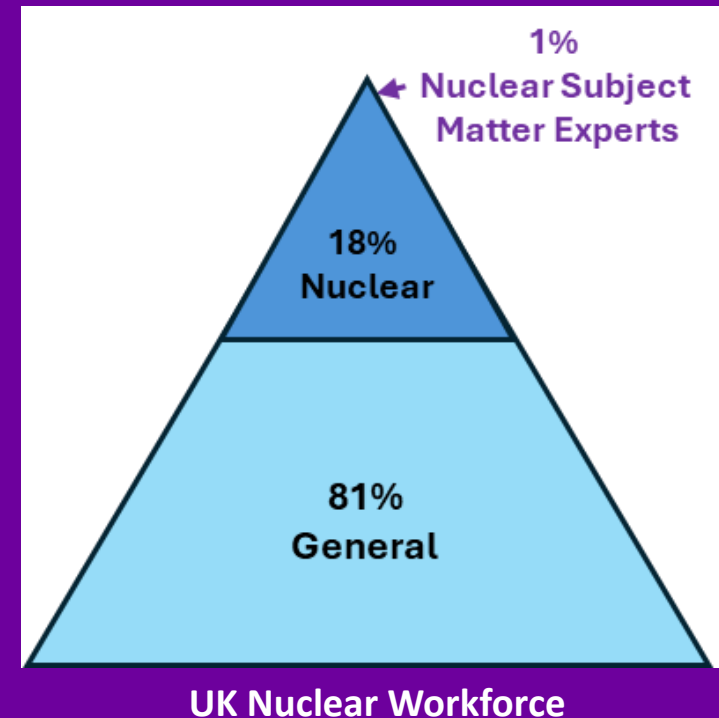 1%
Nuclear Subject
Matter Experts
18%
Nuclear
81%
General
UK Nuclear Workforce